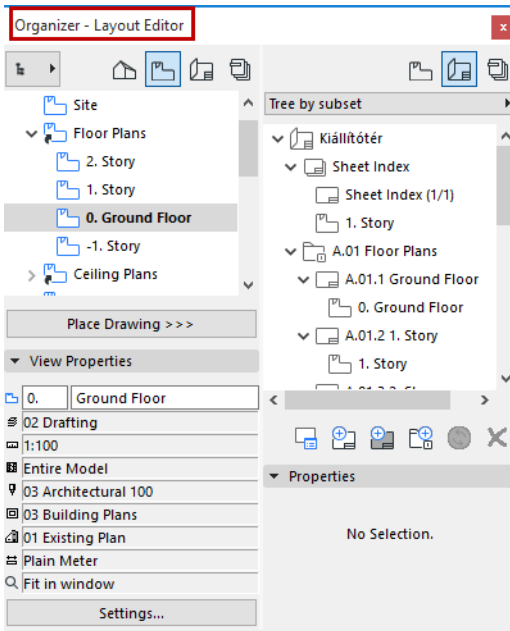 Organizer - Layout Editor
x
Site
Floor Plans
2. Story
1. Story
0. Ground Floor
-1. Story
Ceiling Plans
Place Drawing >>>
View Properties
0. Ground Floor
02 Drafting
1:100
Entire Model
03 Architectural 100
03 Building Plans
01 Existing Plan
Plain Meter
Fit in window
Settings...
Tree by subset
Kiállítótér
Sheet Index
Sheet Index (1/1)
1. Story
A.01 Floor Plans
A.01.1 Ground Floor
0. Ground Floor
A.01.2 1. Story
1. Story
Properties
No Selection.